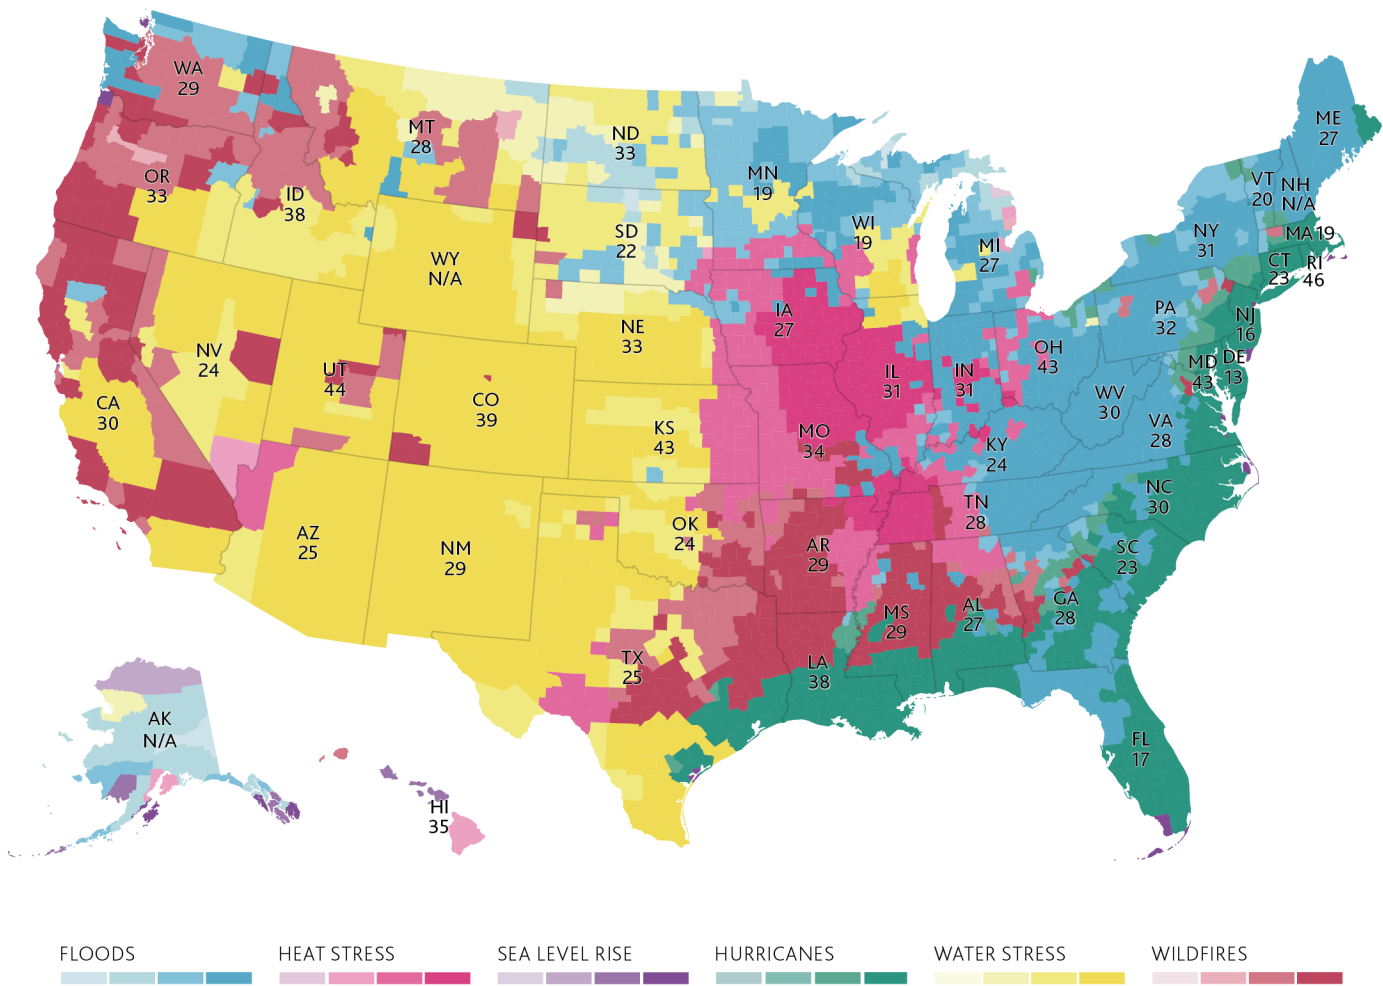 WA
29
OR
33
ID
38
MT
28
ND
33
SD
22
MN
19
WI
19
MI
27
WY
N/A
NE
33
IA
27
NV
24
UT
44
CO
39
KS
43
CA
30
MO
34
IL
31
IN
31
OH
43
KY
24
WV
30
VA
28
PA
32
NY
31
VT
20
NH
N/A
ME
27
MA 19
CT
23
RI
46
NJ
16
MD
43
DE
13
AZ
25
NM
29
OK
24
AR
29
TN
28
NC
30
SC
23
TX
25
LA
38
MS
29
AL
27
GA
28
FL
17
AK
N/A
HI
35
FLOODS
HEAT STRESS
SEA LEVEL RISE
HURRICANES
WATER STRESS
WILDFIRES